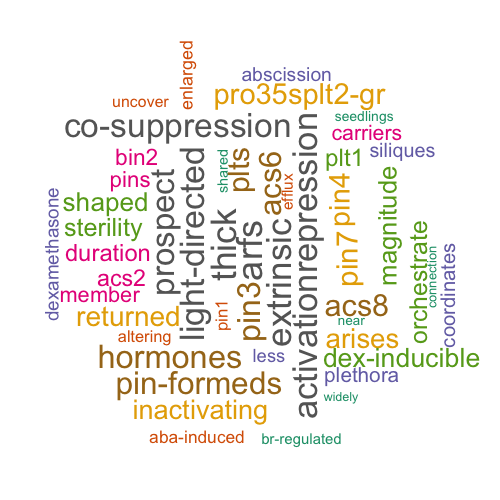 enlarged
abscission
uncover
pro35splt2-gr
seedlings
co-suppression
carriers
siliques
bin2
plts
acs6
plt1
pins
shared
efflux
prospect
light-directed
thick
arfs
extrinsic
activationrepression
pin4
magnitude
shaped
sterility
dexamethasone
duration
pin3
pin7
orchestrate
coordinates
connection
acs2
member
returned
pin1
acs8
near
altering
arises
hormones
less
dex-inducible
pin-formeds
plethora
inactivating
widely
aba-induced
br-regulated